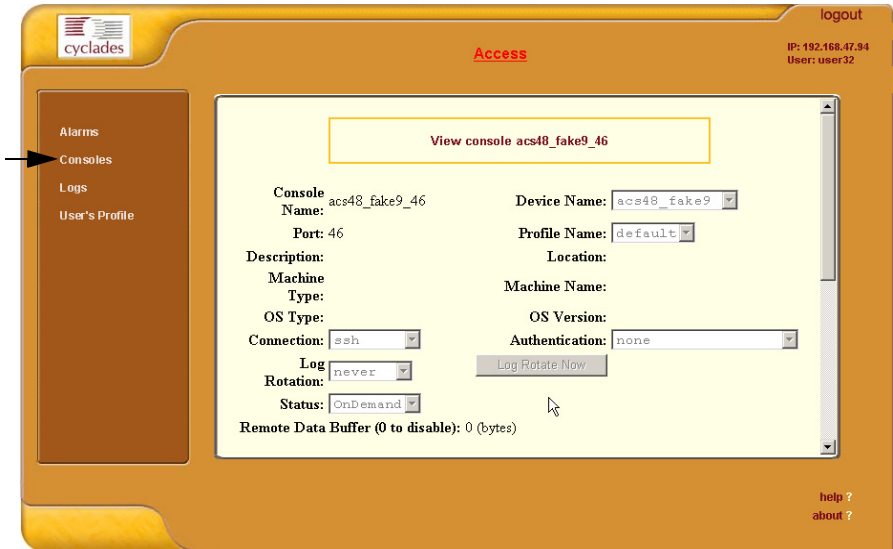 cyclades
logout
Access
IP: 192.168.47.94
User: user32
Alarms
Consoles
Logs
User's Profile
View console acs48_fake9_46
Console Name: acs48_fake9_46
Device Name: acs48_fake9
Port: 46
Profile Name: default
Description:
Location:
Machine Type:
Machine Name:
OS Type:
OS Version:
Connection: ssh
Authentication: none
Log Rotation: never
Log Rotate Now
Status: OnDemand
Remote Data Buffer (0 to disable): 0 (bytes)
help ?
about ?